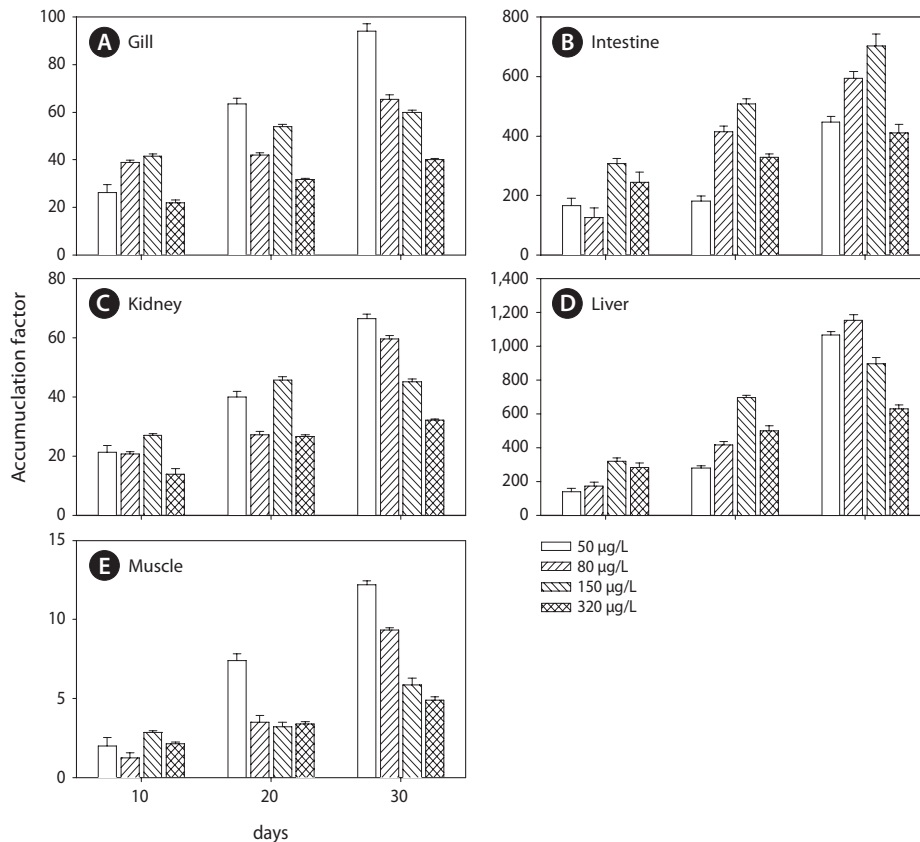 A Gill
100
80
60
40
20
0
B Intestine
800
600
400
200
0
C Kidney
80
60
40
20
0
D Liver
1,400
1,200
1,000
800
600
400
200
0
E Muscle
15
10
5
0
10 20 30
days
Accumuclation factor
50 µg/L
80 µg/L
150 µg/L
320 µg/L